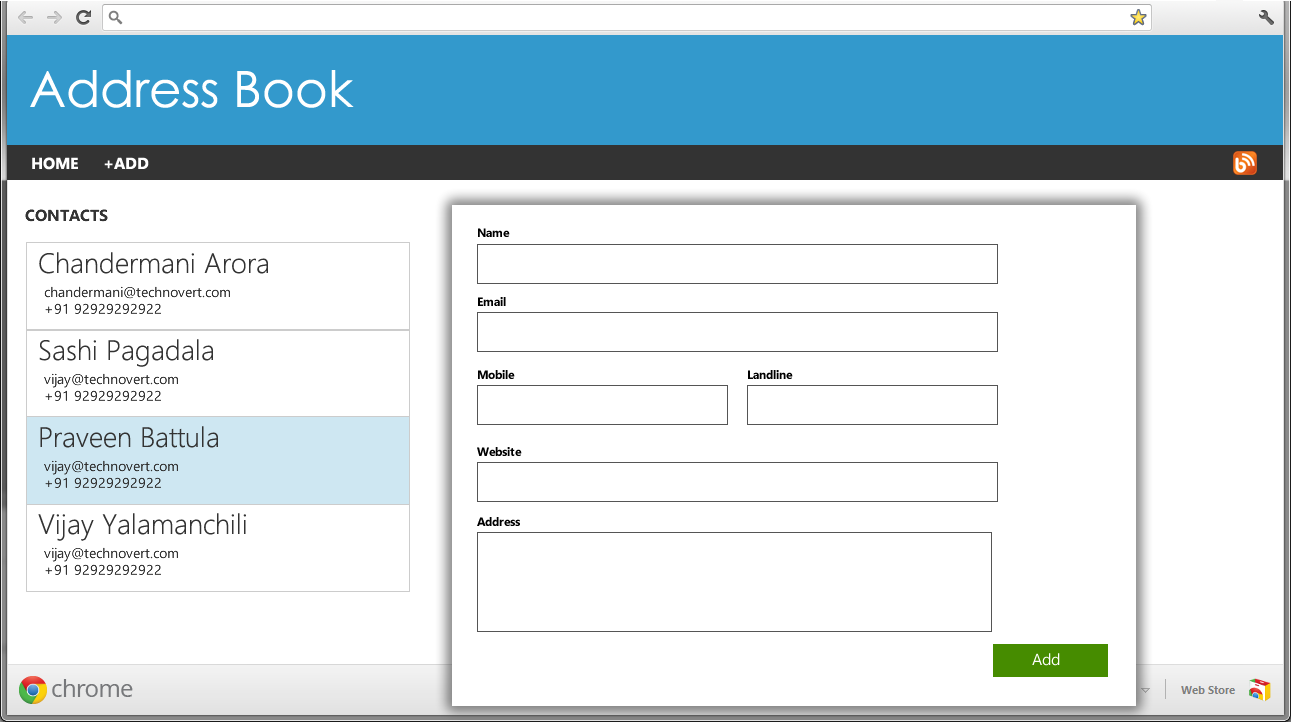 Address Book
HOME +ADD
CONTACTS
Chandermani Arora
chandermani@technovert.com
+91 92929292922
Sashi Pagadala
vijay@technovert.com
+91 92929292922
Praveen Battula
vijay@technovert.com
+91 92929292922
Vijay Yalamanchili
vijay@technovert.com
+91 92929292922
Name
Email
Mobile Landline
Website
Address
Add
chrome
Web Store